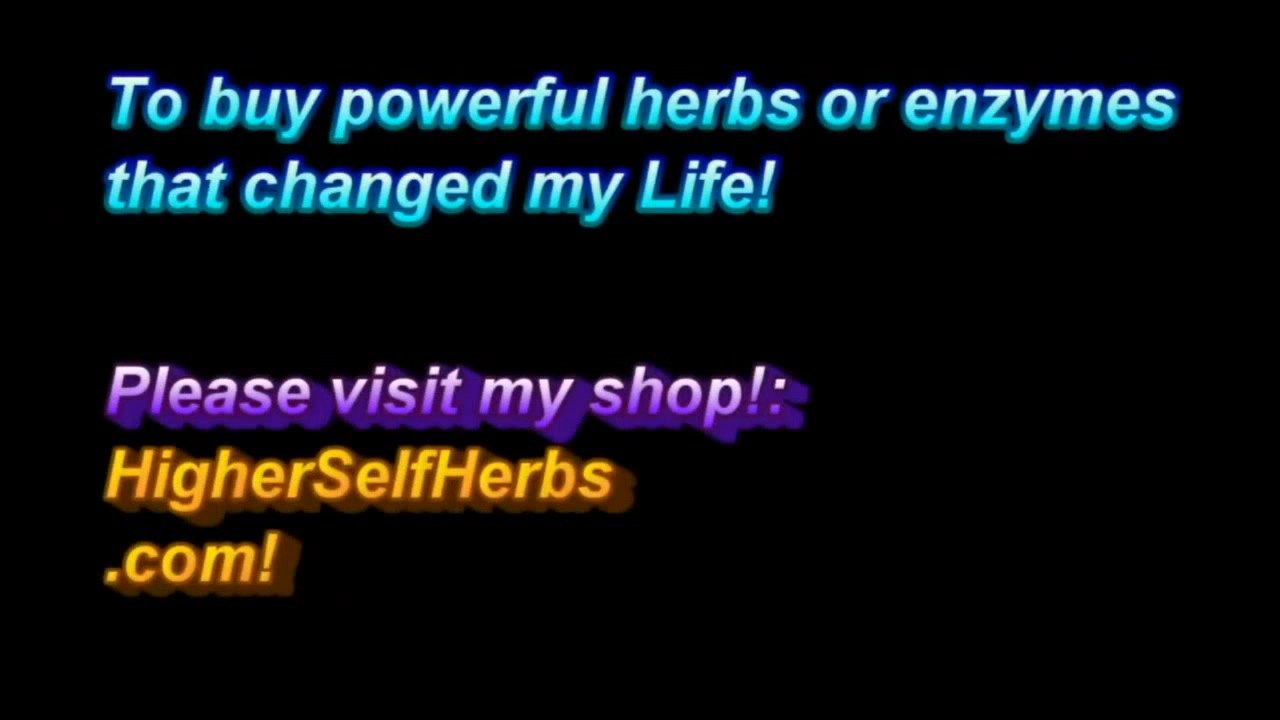 To buy powerful herbs or enzymes
that changed my Life!
Please visit my shop!:
HigherSelfHerbs
.com!